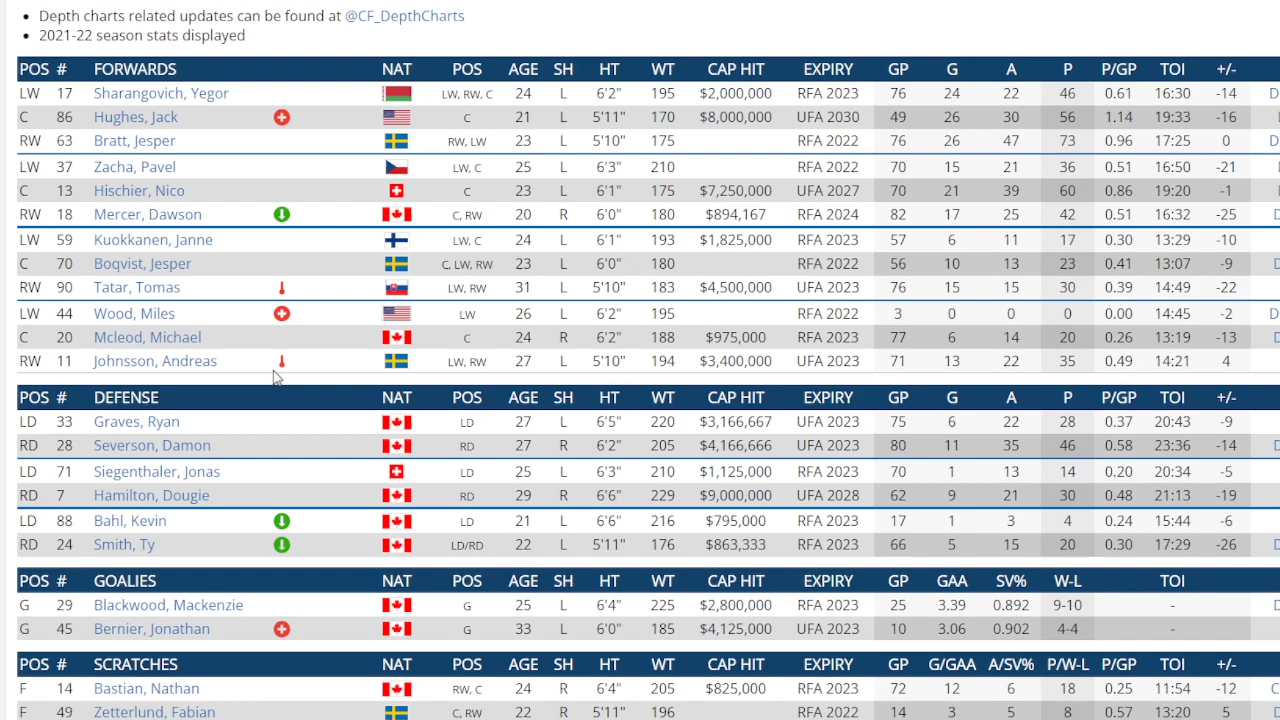 Depth charts related updates can be found at @CF_DepthCharts
2021-22 season stats displayed
POS # FORWARDS NAT POS AGE SH HT WT CAP HIT EXPIRY GP G A P P/GP TOI +/-
LW 17 Sharangovich, Yegor LW, RW, C 24 L 6'2" 195 $2,000,000 RFA 2023 76 24 22 46 0.61 16:30 -14 D
C 86 Hughes, Jack C 21 L 5'11" 170 $8,000,000 UFA 2030 49 26 30 56 1.14 19:33 -16
RW 63 Bratt, Jesper RW, LW 23 L 5'10" 175 RFA 2022 76 26 47 73 0.96 17:25 0 D
LW 37 Zacha, Pavel LW, C 25 L 6'3" 210 RFA 2022 70 15 21 36 0.51 16:50 -21
C 13 Hischier, Nico C 23 L 6'1" 175 $7,250,000 UFA 2027 70 21 39 60 0.86 19:20 -1
RW 18 Mercer, Dawson C, RW 20 R 6'0" 180 $894,167 RFA 2024 82 17 25 42 0.51 16:32 -25
LW 59 Kuokkanen, Janne LW, C 24 L 6'1" 193 $1,825,000 RFA 2023 57 6 11 17 0.30 13:29 -10
C 70 Boqvist, Jesper C, LW, RW 23 L 6'0" 180 RFA 2022 56 10 13 23 0.41 13:07 -9
RW 90 Tatar, Tomas LW, RW 31 L 5'10" 183 $4,500,000 UFA 2023 76 15 15 30 0.39 14:49 -22
LW 44 Wood, Miles LW 26 L 6'2" 195 RFA 2022 3 0 0 0 0.00 14:45 -2 D
C 20 Mcleod, Michael C 24 R 6'2" 188 $975,000 RFA 2023 77 6 14 20 0.26 13:19 -13
RW 11 Johnsson, Andreas LW, RW 27 L 5'10" 194 $3,400,000 UFA 2023 71 13 22 35 0.49 14:21 4
POS # DEFENSE NAT POS AGE SH HT WT CAP HIT EXPIRY GP G A P P/GP TOI +/-
LD 33 Graves, Ryan LD 27 L 6'5" 220 $3,166,667 UFA 2023 75 6 22 28 0.37 20:43 -9
RD 28 Severson, Damon RD 27 R 6'2" 205 $4,166,666 UFA 2023 80 11 35 46 0.58 23:36 -14 D
LD 71 Siegenthaler, Jonas LD 25 L 6'3" 210 $1,125,000 RFA 2023 70 1 13 14 0.20 20:34 -5
RD 7 Hamilton, Dougie RD 29 R 6'6" 229 $9,000,000 UFA 2028 62 9 21 30 0.48 21:13 -19
LD 88 Bahl, Kevin LD 21 L 6'6" 216 $795,000 RFA 2023 17 1 3 4 0.24 15:44 -6
RD 24 Smith, Ty LD/RD 22 L 5'11" 176 $863,333 RFA 2023 66 5 15 20 0.30 17:29 -26 D
POS # GOALIES NAT POS AGE SH HT WT CAP HIT EXPIRY GP GAA SV% W-L TOI
G 29 Blackwood, Mackenzie G 25 L 6'4" 225 $2,800,000 RFA 2023 25 3.39 0.892 9-10 - D
G 45 Bernier, Jonathan G 33 L 6'0" 185 $4,125,000 UFA 2023 10 3.06 0.902 4-4 -
POS # SCRATCHES NAT POS AGE SH HT WT CAP HIT EXPIRY GP G/GAA A/SV% P/W-L P/GP TOI +/-
F 14 Bastian, Nathan RW, C 24 R 6'4" 205 $825,000 RFA 2023 72 12 6 18 0.25 11:54 -12 C
F 49 Zetterlund, Fabian C, RW 22 R 5'11" 196 RFA 2022 14 3 5 8 0.57 13:20 5 D